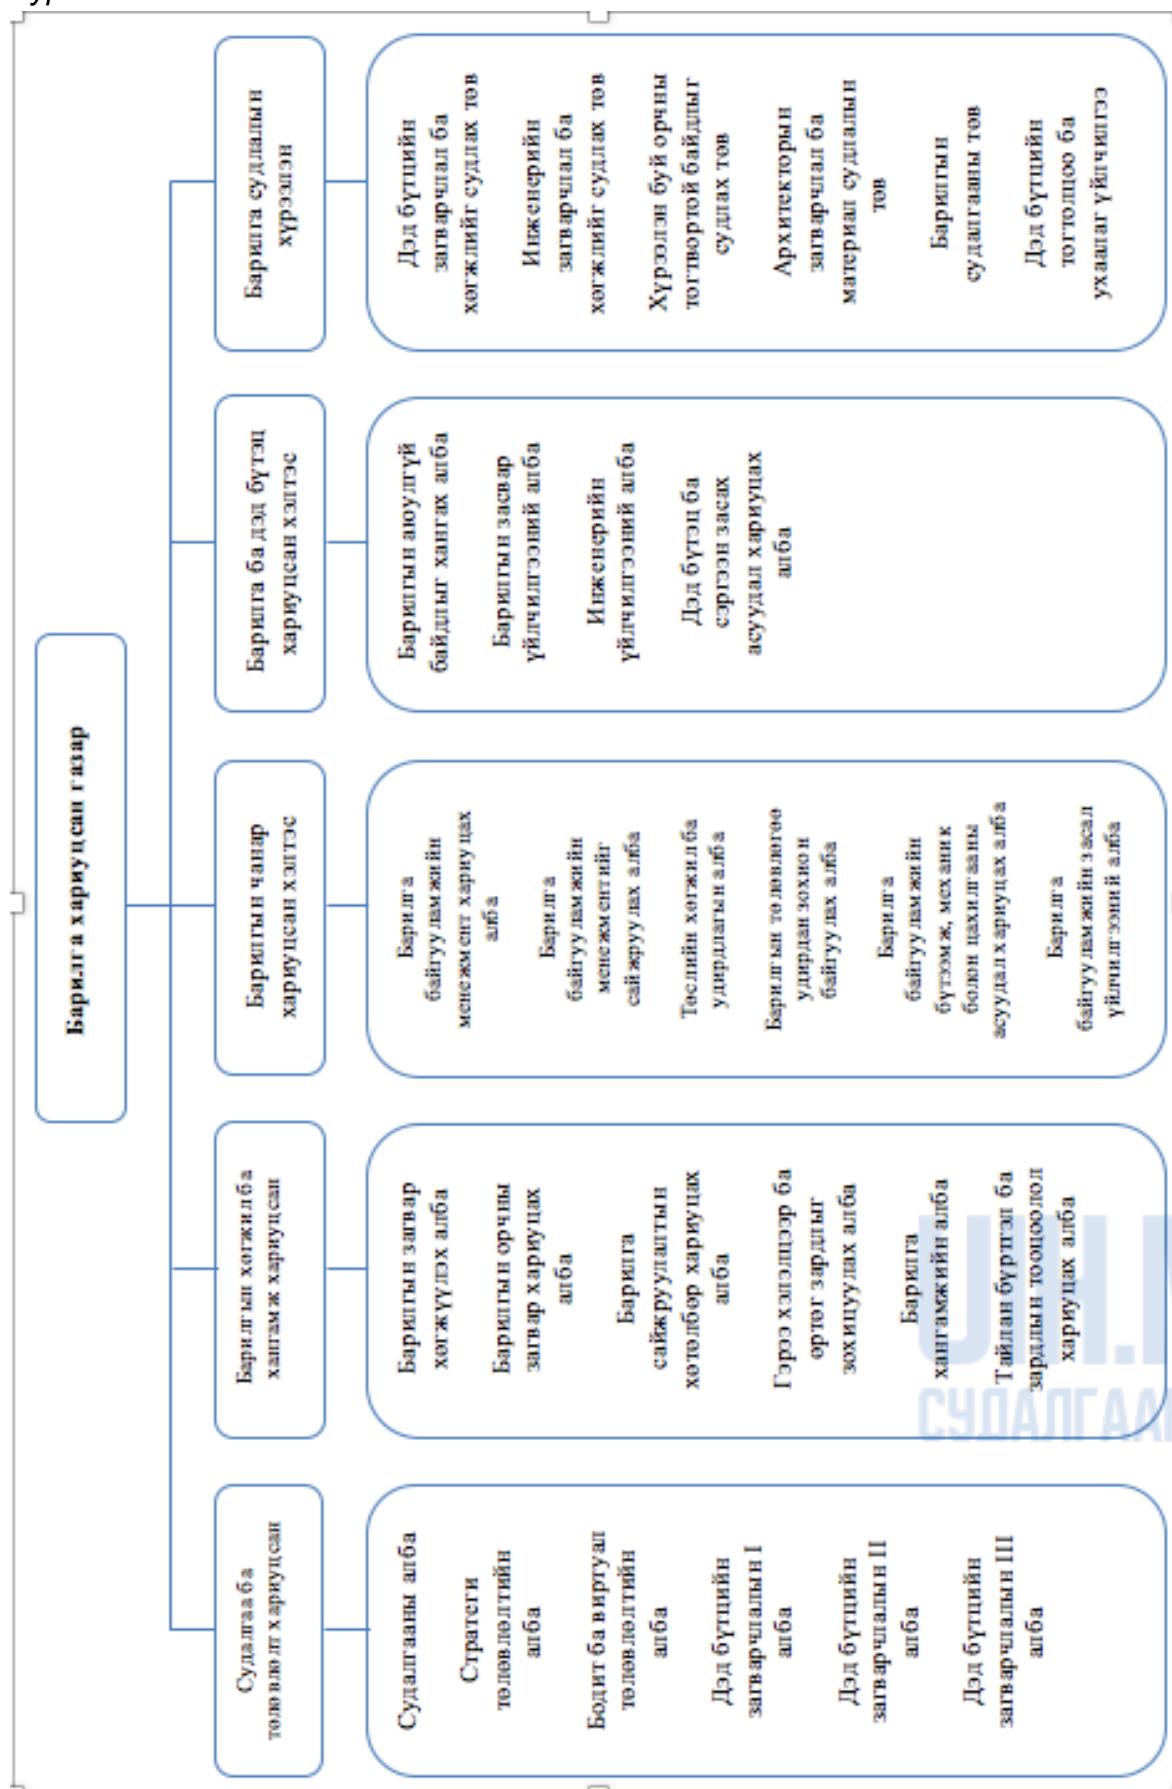 Барилга хариуцсан газар
Судалгаа ба
төлөвлөлт хариуцсан
Судалгааны алба
Стратеги
төлөвлөлтийн
алба
Бодит ба виртуал
төлөвлөлтийн
алба
Дэд бүтцийн
загварчлалын I
алба
Дэд бүтцийн
загварчлалын II
алба
Дэд бүтцийн
загварчлалын III
алба
Барилгын хөгжил ба
хангамж хариуцсан
Барилгын загвар
хөгжүүлэх алба
Барилгын орчны
загвар хариуцах
алба
Барилга
сайжруулалтын
хөтөлбөр хариуцах
алба
Гэрээ хэлэлцээр ба
өртөг зардлыг
зохицуулах алба
Барилга
хангамжийн алба
Тайлан бүртгэл ба
зардлын тооцоолол
хариуцах алба
Барилгын чанар
хариуцсан хэлтэс
Барилга
байгууламжийн
менежмент хариуцах
алба
Барилга
байгууламжийн
менежментийг
сайжруулах алба
Төслийн хөгжил ба
удирдлагын алба
Барилгын төлөвлөгөө
удирдан зохион
байгуулах алба
Барилга
байгууламжийн
бүтээмж, механик
болон цахилгааны
асуудал хариуцах алба
Барилга
байгууламжийн засал
үйлчилгээний алба
Барилга ба дэд бүтэц
хариуцсан хэлтэс
Барилгын аюулгүй
байдлыг хангах алба
Барилгын засвар
үйлчилгээний алба
Инженерийн
үйлчилгээний алба
Дэд бүтэц ба
сэргээн засах
асуудал хариуцах
алба
Барилга судлалын
хүрээлэн
Дэд бүтцийн
загварчлал ба
хөгжлийг судлах төв
Инженерийн
загварчлал ба
хөгжлийг судлах төв
Хүрээлэн буй орчны
тогтвортой байдлыг
судлах төв
Архитекторын
загварчлал ба
материал судлалын
төв
Барилгын
судалгааны төв
Дэд бүтцийн
тогтолцоо ба
ухаалаг үйлчилгээ